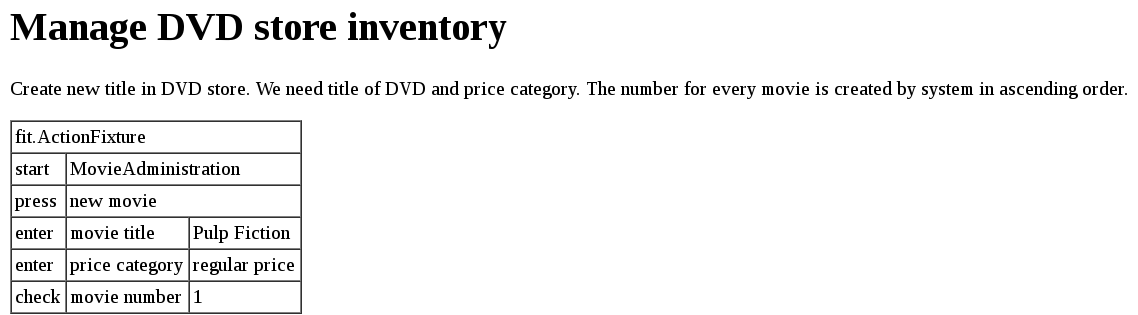 Manage DVD store inventory
Create new title in DVD store. We need title of DVD and price category. The number for every movie is created by system in ascending order.
fit.ActionFixture
start MovieAdministration
press new movie
enter movie title Pulp Fiction
enter price category regular price
check movie number 1